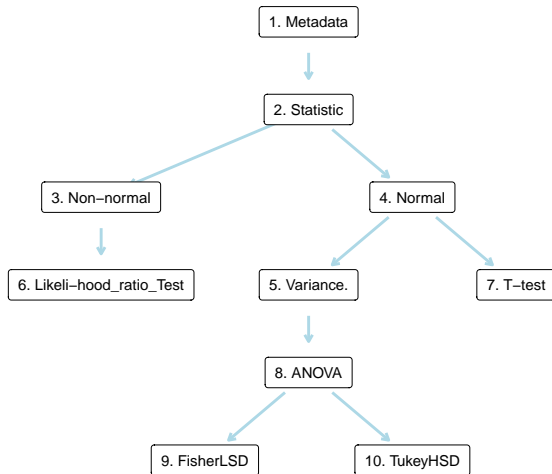 1. Metadata
2. Statistic
3. Non−normal
4. Normal
6. Likeli−hood_ratio_Test
5. Variance.
7. T−test
8. ANOVA
9. FisherLSD
10. TukeyHSD